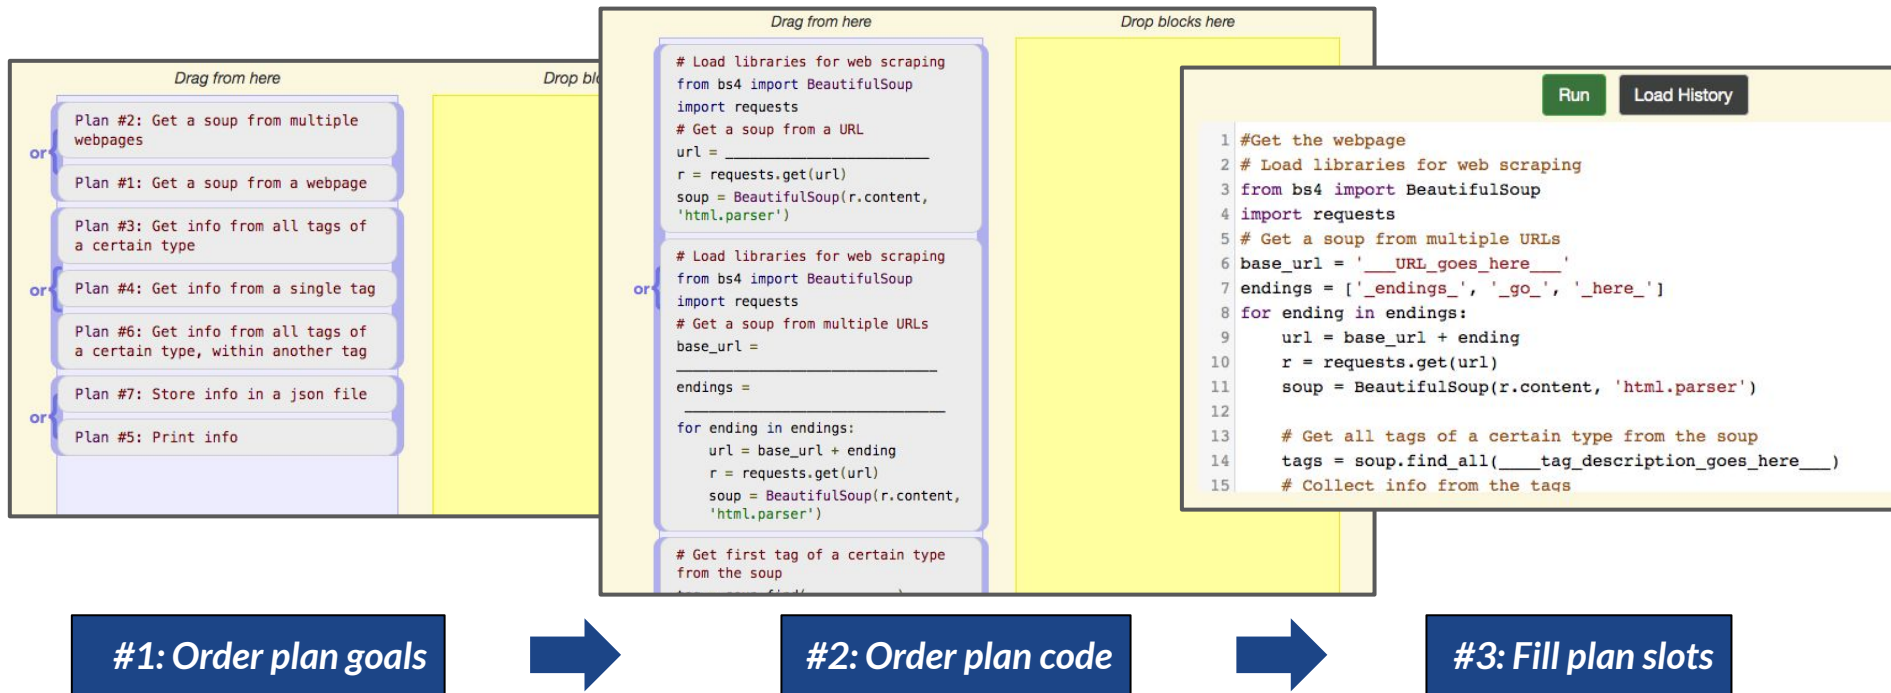 Drag from here
Drop
Plan #2: Get a soup from multiple
webpages
or
Plan #1: Get a soup from a webpage
Plan #3: Get info from all tags of
a certain type
or
Plan #4: Get info from a single tag
Plan #6: Get info from all tags of
a certain type, within another tag
Plan #7: Store info in a json file
or
Plan #5: Print info
Drag from here
Drop blocks here
# Load libraries for web scraping
from bs4 import BeautifulSoup
import requests
# Get a soup from a URL
url = ___________________________
r = requests.get(url)
soup = BeautifulSoup(r.content,
'html.parser')
or
# Load libraries for web scraping
from bs4 import BeautifulSoup
import requests
# Get a soup from multiple URLs
base_url =
__________________________________
endings =
__________________________________
for ending in endings:
    url = base_url + ending
    r = requests.get(url)
    soup = BeautifulSoup(r.content,
    'html.parser')
# Get first tag of a certain type
from the soup
Run
Load History
1 #Get the webpage
2 # Load libraries for web scraping
3 from bs4 import BeautifulSoup
4 import requests
5 # Get a soup from multiple URLs
6 base_url = '___URL_goes_here___'
7 endings = ['_endings_', '_go_', '_here_']
8 for ending in endings:
9     url = base_url + ending
10     r = requests.get(url)
11     soup = BeautifulSoup(r.content, 'html.parser')
12
13     # Get all tags of a certain type from the soup
14     tags = soup.find_all(____tag_description_goes_here___)
15     # Collect info from the tags
#1: Order plan goals
#2: Order plan code
#3: Fill plan slots